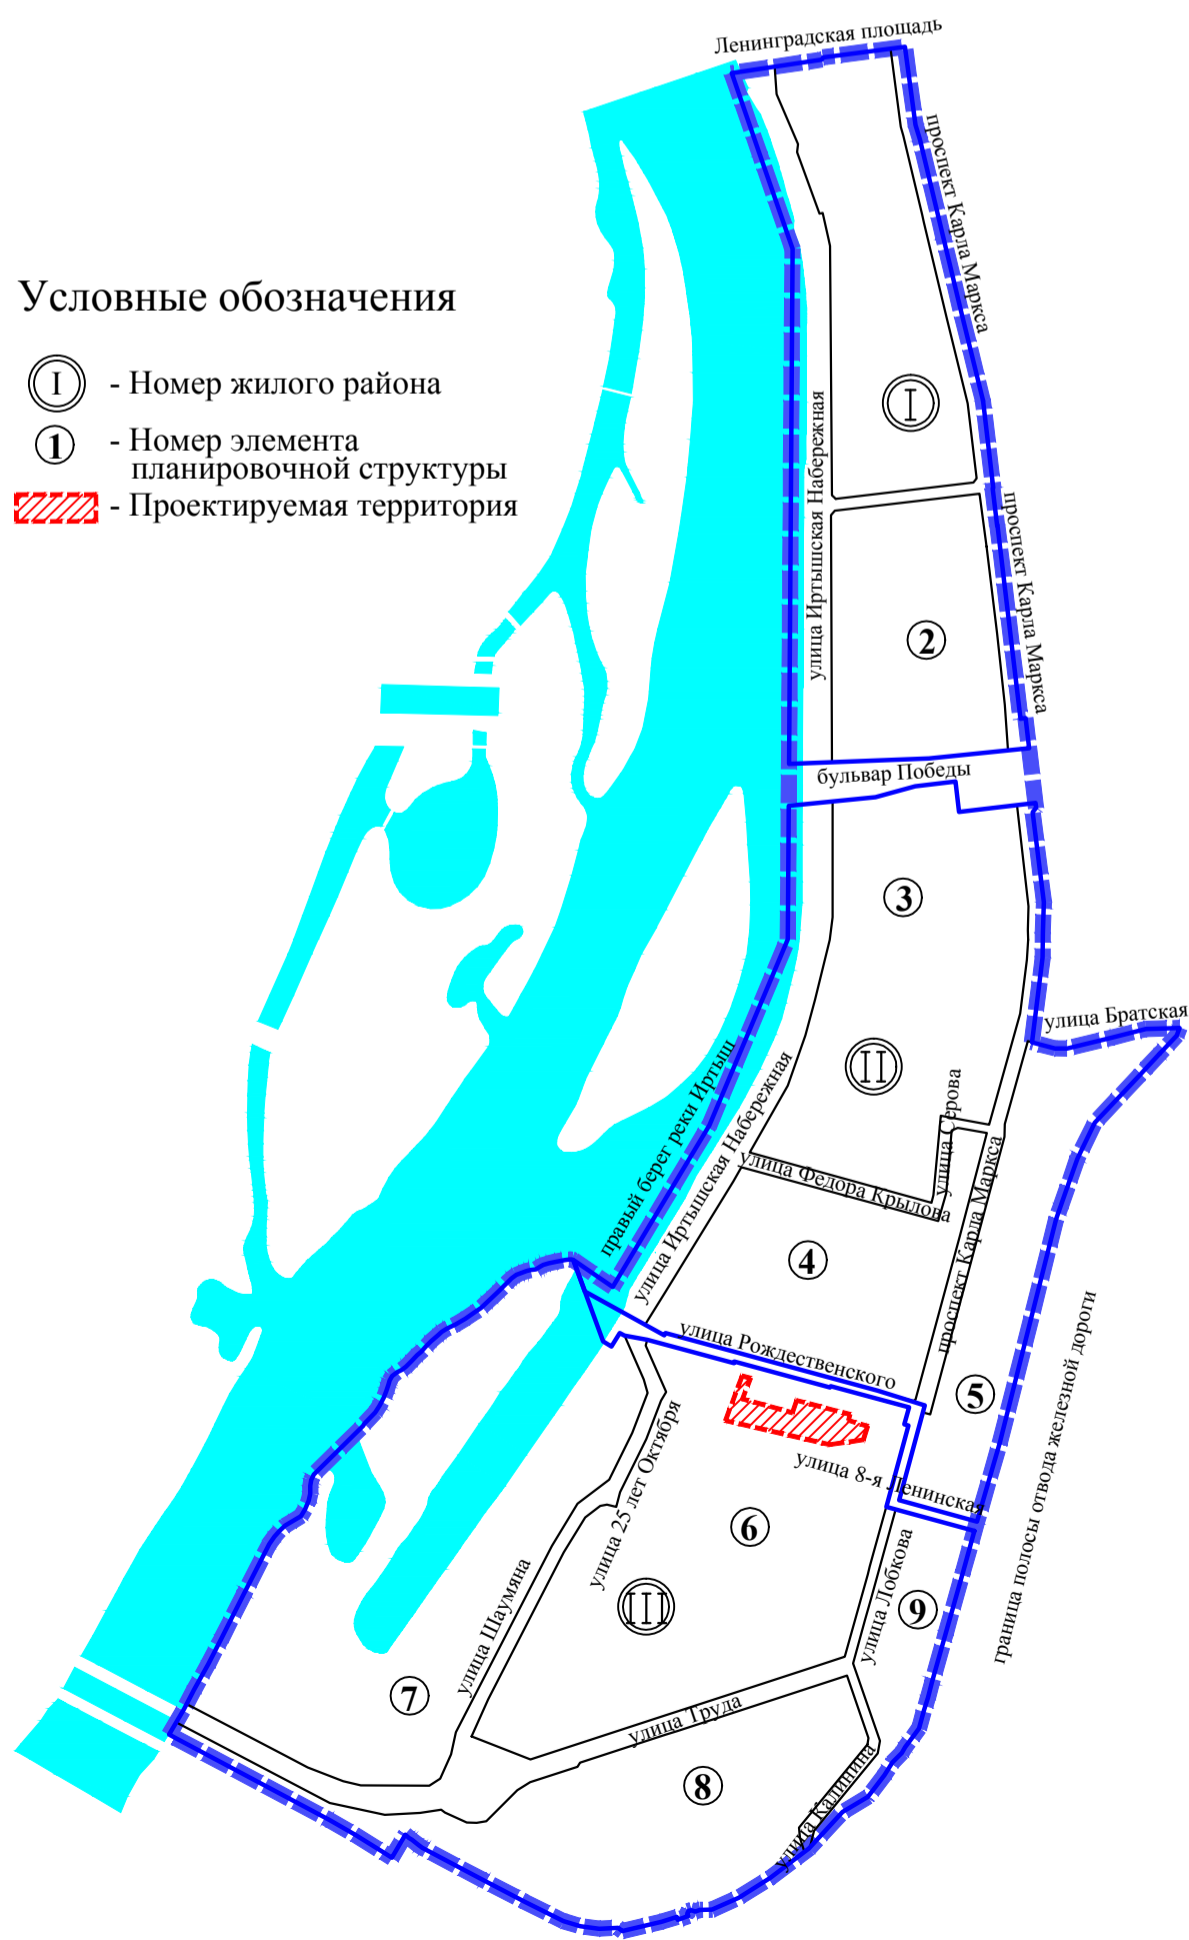 Ленинградская площадь
проспект Карла Маркса
Условные обозначения
I
- Номер жилого района
1
- Номер элемента
планировочной структуры
- Проектируемая территория
I
улица Иртышская Набережная
проспект Карла Маркса
2
бульвар Победы
3
улица Братская
II
правый берег реки Иртыш
улица Иртышская Набережная
улица Серова
улица Федора Крылова
проспект Карда Маркса
4
улица Рождественского
5
граница полосы отвода железной дороги
улица 25 лет Октября
улица 8-я Ленинская
6
улица Шаумяна
III
улица Лобкова
9
7
улица Труда
8
улица Калинина